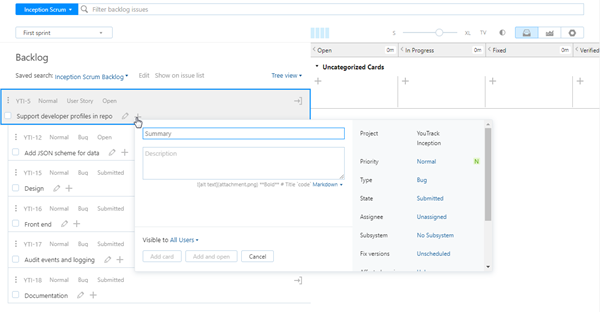 Inception Scrum
Filter backlog issues
First sprint
S
XL
TV
Open
0m
In Progress
0m
Fixed
0m
Verified
Uncategorized Cards
Backlog
Saved search: Inception Scrum Backlog
Edit
Show on issue list
Tree view
YTI-5 Normal User Story Open
Support developer profiles in repo
YTI-12 Normal Bug Open
Add JSON scheme for data
YTI-15 Normal Bug Submitted
Design
YTI-16 Normal Bug Submitted
Front end
YTI-17 Normal Bug Submitted
Audit events and logging
YTI-18 Normal Bug Submitted
Documentation
Summary
Description
![alt text](attachment.png) **Bold** # Title `code` Markdown
Visible to All Users
Add card
Add and open
Cancel
Project YouTrack Inception
Priority Normal N
Type Bug
State Submitted
Assignee Unassigned
Subsystem No Subsystem
Fix versions Unscheduled